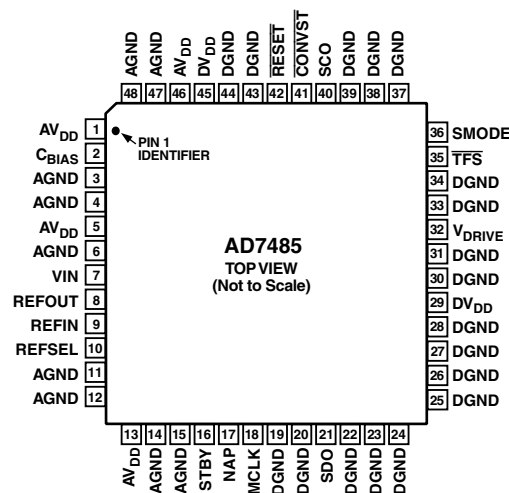 AGND AGND AVDD DVDD DGND DGND RESET CONVST SCO DGND DGND DGND
48 47 46 45 44 43 42 41 40 39 38 37
AVDD 1
CBIAS 2
AGND 3
AGND 4
AVDD 5
AGND 6
VIN 7
REFOUT 8
REFIN 9
REFSEL 10
AGND 11
AGND 12
PIN 1
IDENTIFIER
AD7485
TOP VIEW
(Not to Scale)
36 SMODE
35 TFS
34 DGND
33 DGND
32 VDRIVE
31 DGND
30 DGND
29 DVDD
28 DGND
27 DGND
26 DGND
25 DGND
13 14 15 16 17 18 19 20 21 22 23 24
AVDD AGND AGND STBY NAP MCLK DGND DGND SDO DGND DGND DGND